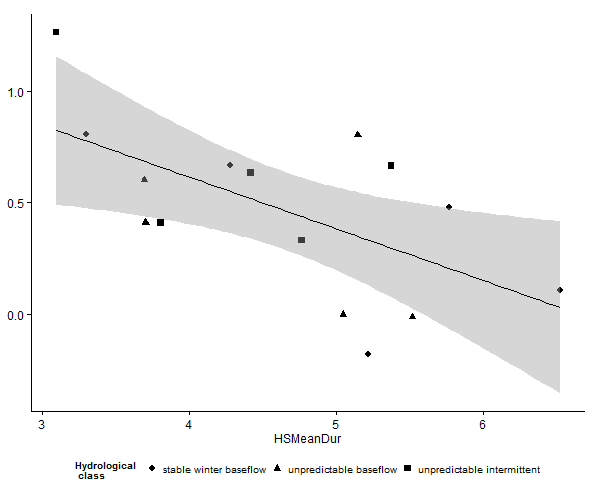 1.0
0.5
0.0
3 4 5 6
HSMeanDur
Hydrological
class
stable winter baseflow unpredictable baseflow unpredictable intermittent